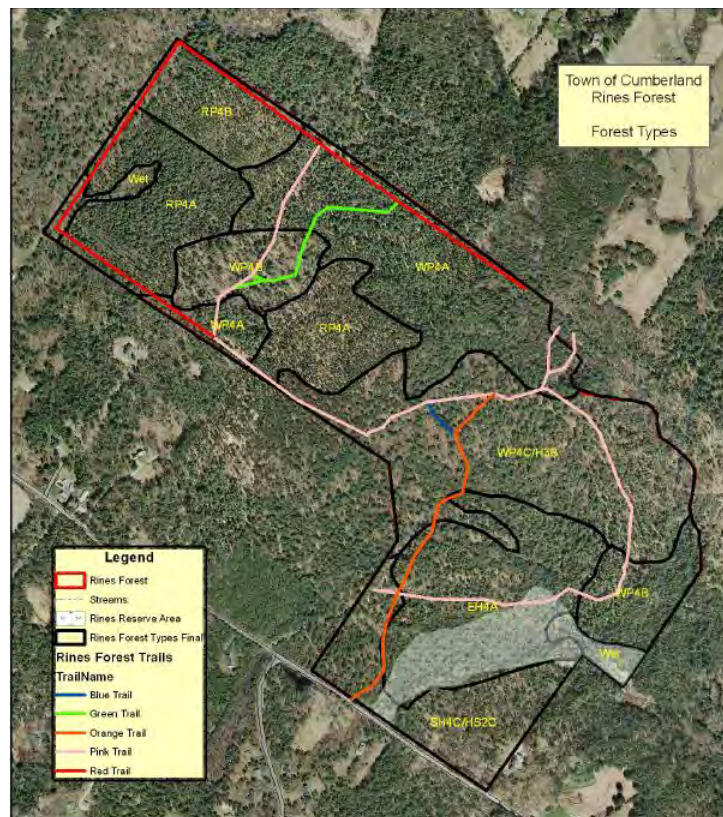 Town of Cumberland
Rines Forest
Forest Types
RP4B
Wet
RP4A
WP4B
WP4A
WP4A
RP4A
WP4C/H3B
EH4A
WP4B
Wet
SH4C/HS2C
Legend
Rines Forest
Streams
Rines Reserve Area
Rines Forest Types Final
Rines Forest Trails
TrailName
Blue Trail
Green Trail
Orange Trail
Pink Trail
Red Trail